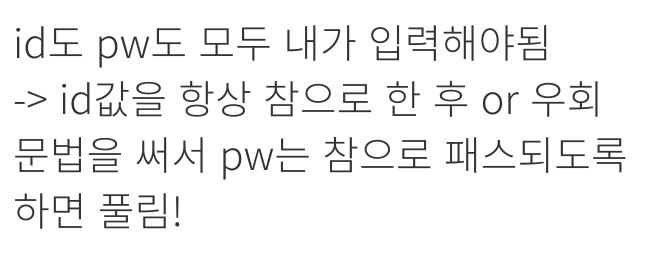 id도 pw도 모두 내가 입력해야됨
-> id값을 항상 참으로 한 후 or 우회
문법을 써서 pw는 참으로 패스되도록
하면 풀림!